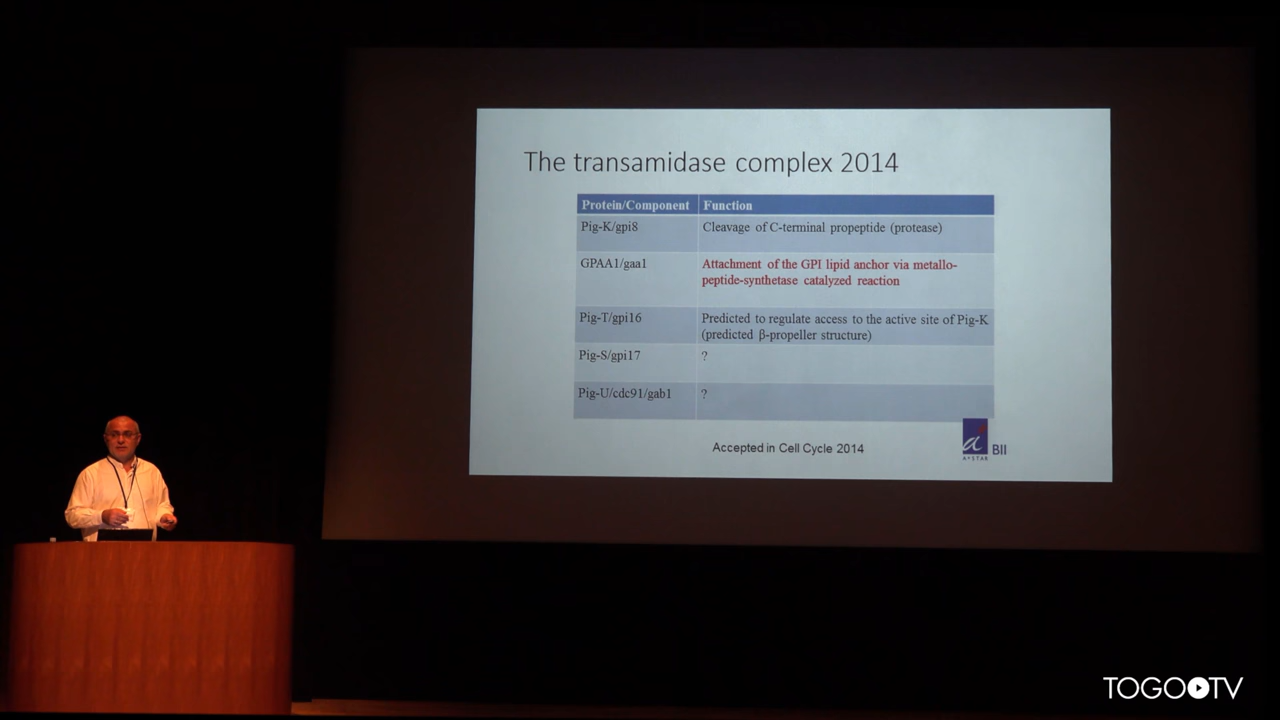 The transamidase complex 2014
Protein/Component Function
Pig-K/gpi8 Cleavage of C-terminal propeptide (protease)
GPAA1/gaa1 Attachment of the GPI lipid anchor via metallo-
peptide-synthetase catalyzed reaction
Pig-T/gpi16 Predicted to regulate access to the active site of Pig-K
(predicted β-propeller structure)
Pig-S/gpi17 ?
Pig-U/cdc91/gab1 ?
Accepted in Cell Cycle 2014
a
A*STAR
BII
TOGOTV